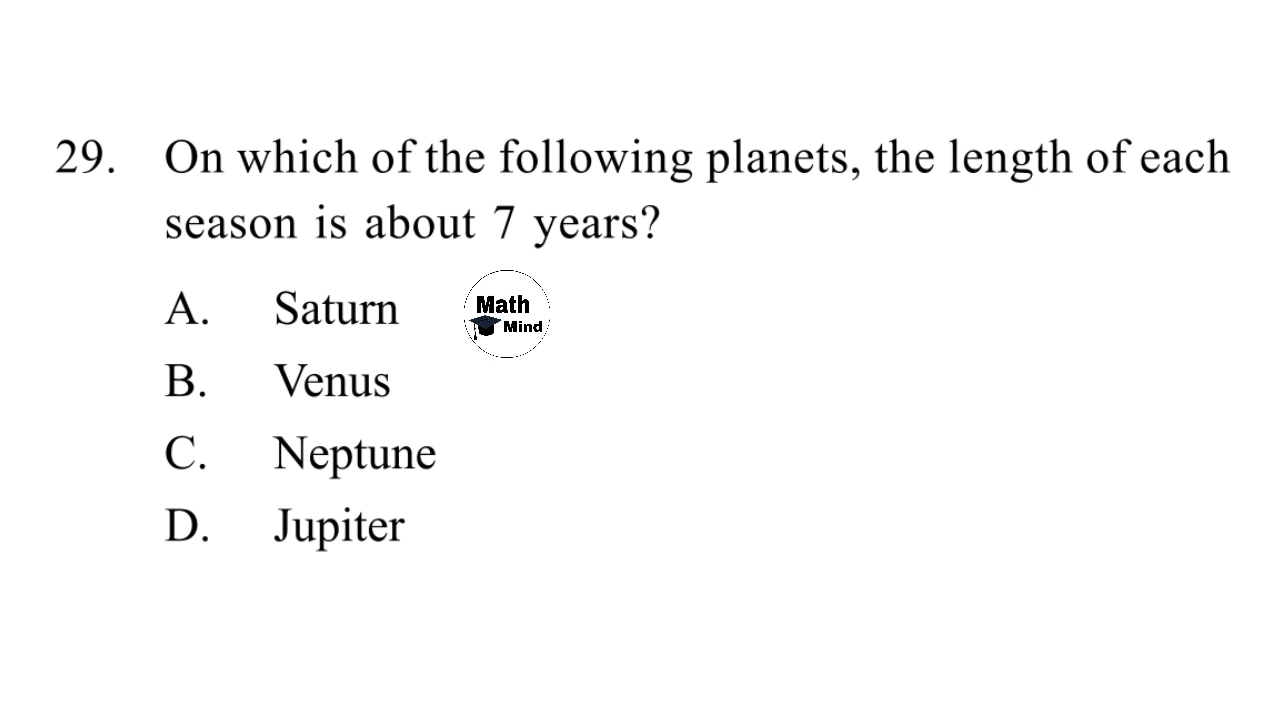 29. On which of the following planets, the length of each
season is about 7 years?
A. Saturn
Math
Mind
B. Venus
C. Neptune
D. Jupiter